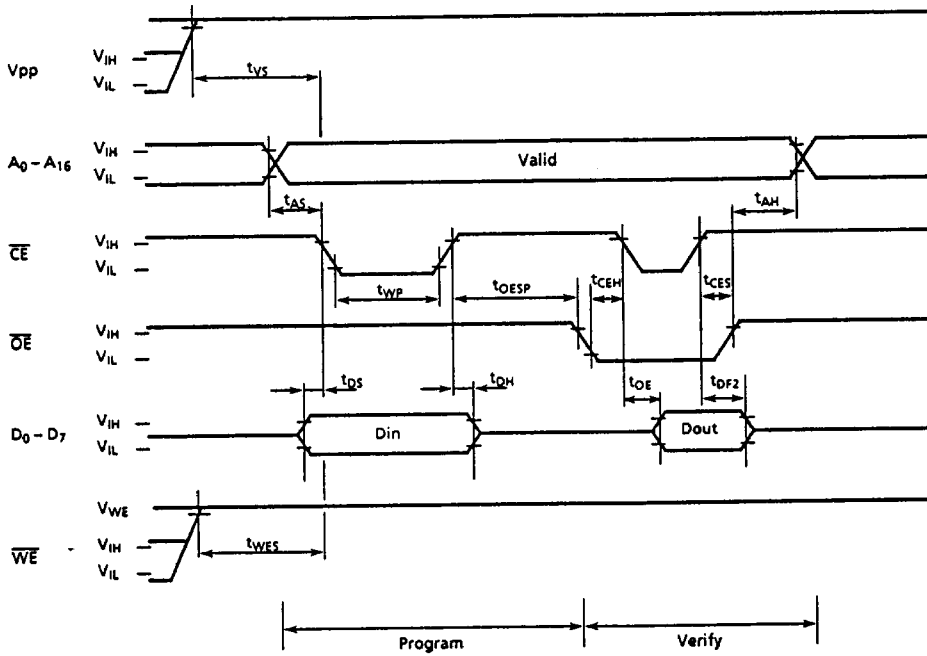 Vpp
VIH
VIL
tVS
A0 – A16
VIH
VIL
Valid
tAS
tAH
CE
VIH
VIL
tWP
tOESP
tCEH
tCES
OE
VIH
VIL
tDS
tDH
tOE
tDF2
D0 – D7
VIH
VIL
Din
Dout
VWE
WE
VIH
VIL
tWES
Program
Verify